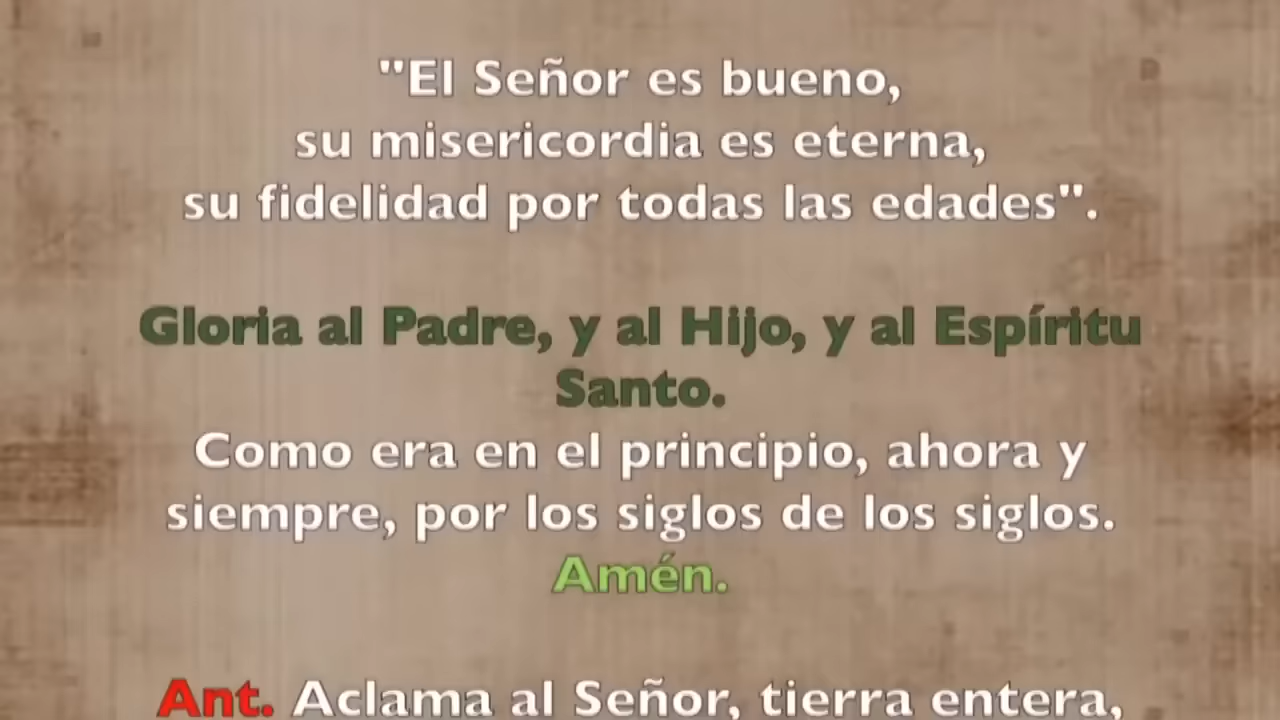 "El Señor es bueno,
su misericordia es eterna,
su fidelidad por todas las edades".
Gloria al Padre, y al Hijo, y al Espíritu
Santo.
Como era en el principio, ahora y
siempre, por los siglos de los siglos.
Amén.
Ant. Aclama al Señor, tierra entera,